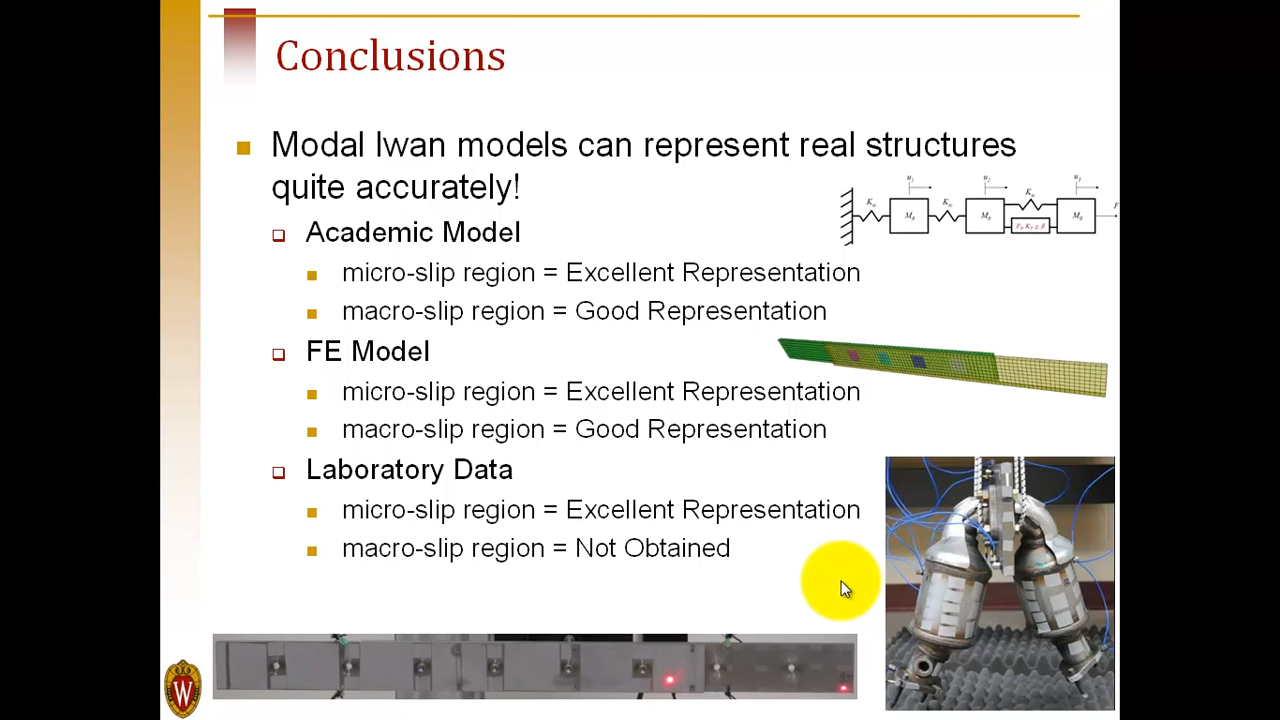 Conclusions
Modal Iwan models can represent real structures
quite accurately!
Academic Model
micro-slip region = Excellent Representation
macro-slip region = Good Representation
FE Model
micro-slip region = Excellent Representation
macro-slip region = Good Representation
Laboratory Data
micro-slip region = Excellent Representation
macro-slip region = Not Obtained
W